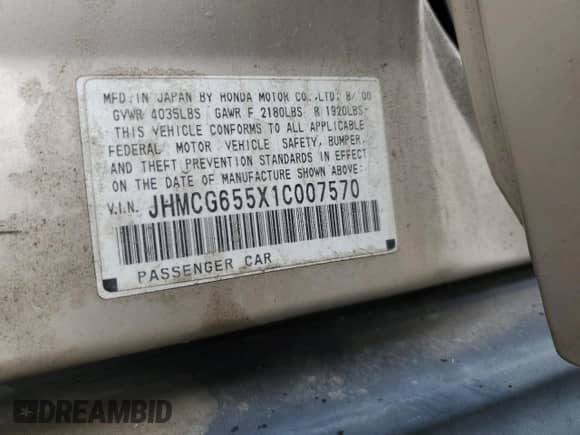 MFD. IN JAPAN BY HONDA MOTOR CO., LTD. 8/00
GVWR 4035LBS GAWR F 2180LBS R 1920LBS
THIS VEHICLE CONFORMS TO ALL APPLICABLE
FEDERAL MOTOR VEHICLE SAFETY, BUMPER,
AND THEFT PREVENTION STANDARDS IN EFFECT
ON THE DATE OF MANUFACTURE SHOWN ABOVE.
V.I.N. JHMCG655X1C007570
PASSENGER CAR
DREAMBID